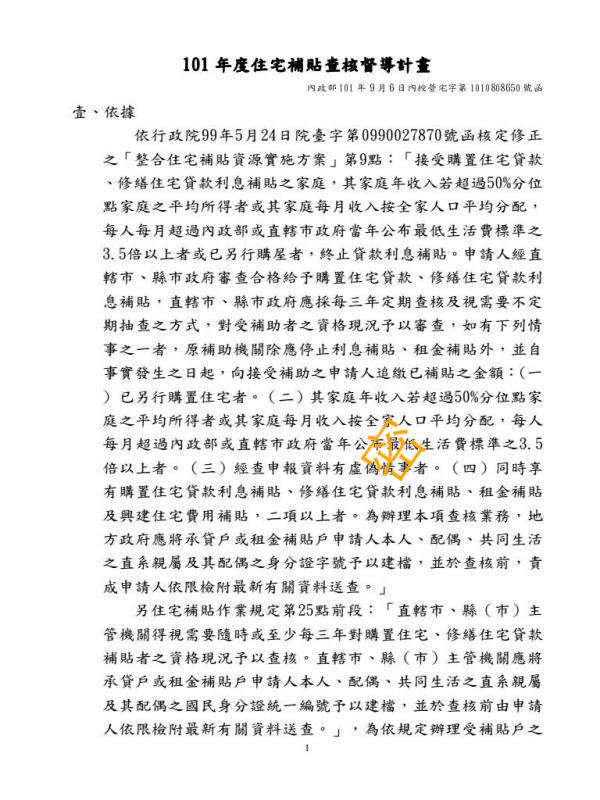 101年度住宅補貼查核督導計畫
內政部101年9月6日內授營宅字第1010808650號函
壹、依據
依行政院99年5月24日院臺字第0990027870號函核定修正
之「整合住宅補貼資源實施方案」第9點：「接受購置住宅貸款
、修繕住宅貸款利息補貼之家庭，其家庭年收入若超過50%分位
點家庭之平均所得者或其家庭每月收入按全家人口平均分配，
每人每月超過內政部或直轄市政府當年公布最低生活費標準之
3.5倍以上者或已另行購屋者，終止貸款利息補貼。申請人經直
轄市、縣市政府審查合格給予購置住宅貸款、修繕住宅貸款利
息補貼，直轄市、縣市政府應採每三年定期查核及視需要不定
期抽查之方式，對受補助者之資格現況予以審查，如有下列情
事之一者，原補助機關除應停止利息補貼、租金補貼外，並自
事實發生之日起，向接受補助之申請人追繳已補貼之金額：(一
）已另行購置住宅者。（二）其家庭年收入若超過50%分位點家
庭之平均所得者或其家庭每月收入按全家人口平均分配，每人
每月超過內政部或直轄市政府當年公布最低生活費標準之3.5
倍以上者。（三）經查申報資料有虛偽情事者。（四）同時享
有購置住宅貸款利息補貼、修繕住宅貸款利息補貼、租金補貼
及興建住宅費用補貼，二項以上者。為辦理本項查核業務，地
方政府應將承貸戶或租金補貼戶申請人本人、配偶、共同生活
之直系親屬及其配偶之身分證字號予以建檔，並於查核前，責
成申請人依限檢附最新有關資料送查。」
另住宅補貼作業規定第25點前段：「直轄市、縣（市）主
管機關得視需要隨時或至少每三年對購置住宅、修繕住宅貸款
補貼者之資格現況予以查核。直轄市、縣（市）主管機關應將
承貸戶或租金補貼戶申請人本人、配偶、共同生活之直系親屬
及其配偶之國民身分證統一編號予以建檔，並於查核前由申請
人依限檢附最新有關資料送查。」，為依規定辦理受補貼戶之
1